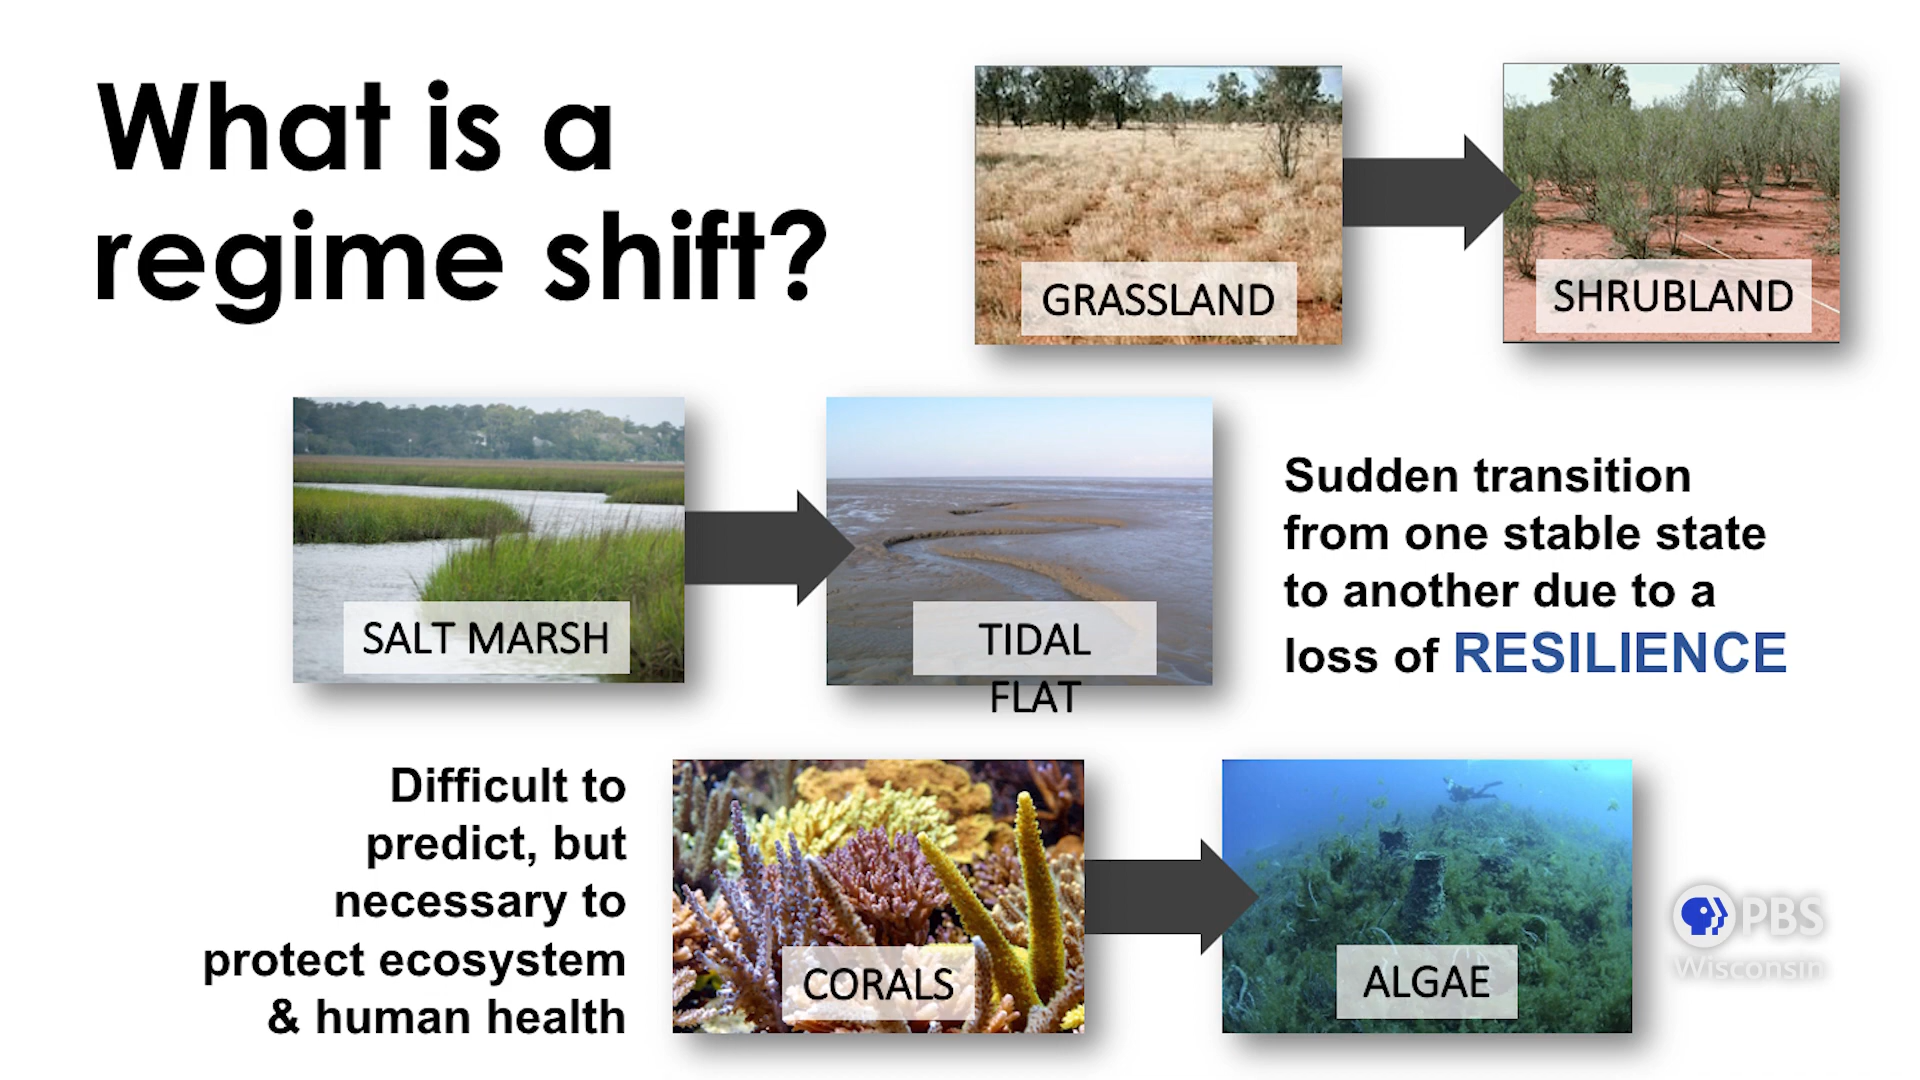 What is a
regime shift?
GRASSLAND
SHRUBLAND
SALT MARSH
TIDAL
FLAT
Sudden transition
from one stable state
to another due to a
loss of RESILIENCE
Difficult to
predict, but
necessary to
protect ecosystem
& human health
CORALS
ALGAE
PBS
Wisconsin